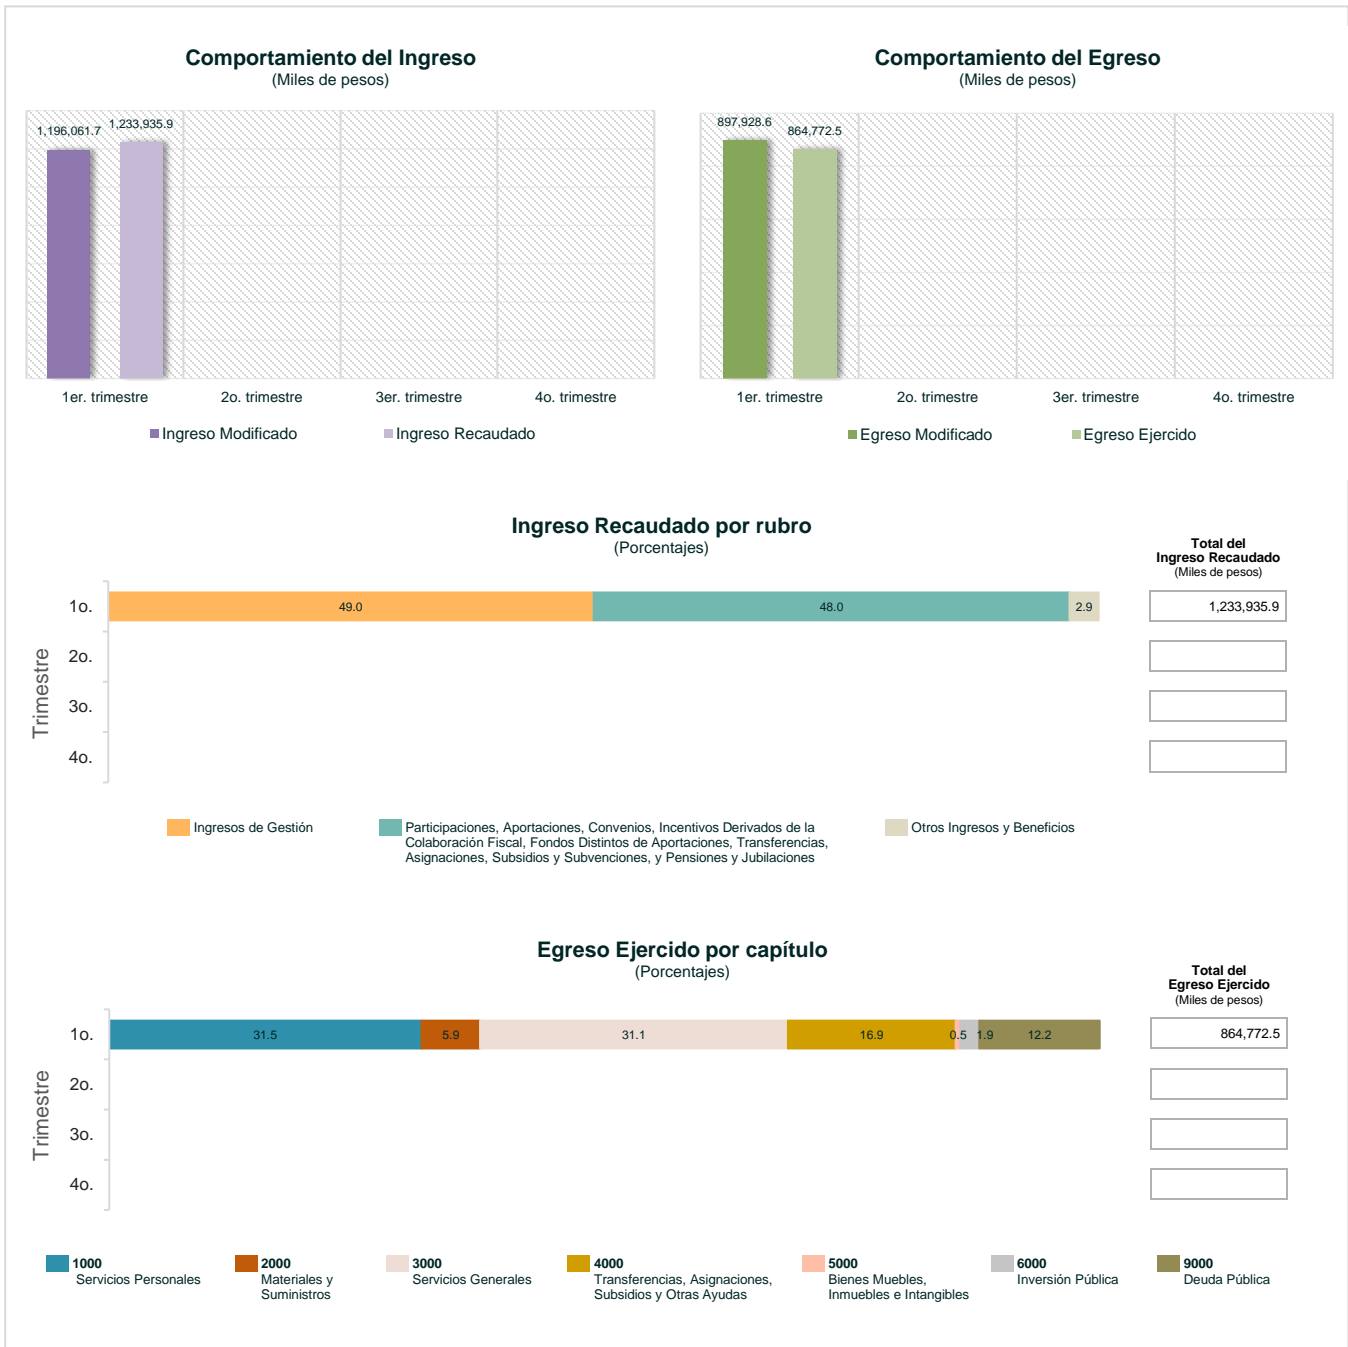 Comportamiento del Ingreso
(Miles de pesos)
1,196,061.7
1,233,935.9
1er. trimestre
2o. trimestre
3er. trimestre
4o. trimestre
Ingreso Modificado
Ingreso Recaudado
Comportamiento del Egreso
(Miles de pesos)
897,928.6
864,772.5
1er. trimestre
2o. trimestre
3er. trimestre
4o. trimestre
Egreso Modificado
Egreso Ejercido
Ingreso Recaudado por rubro
(Porcentajes)
Total del
Ingreso Recaudado
(Miles de pesos)
Trimestre
1o.
49.0
48.0
2.9
1,233,935.9
2o.
3o.
4o.
Ingresos de Gestión
Participaciones, Aportaciones, Convenios, Incentivos Derivados de la
Colaboración Fiscal, Fondos Distintos de Aportaciones, Transferencias,
Asignaciones, Subsidios y Subvenciones, y Pensiones y Jubilaciones
Otros Ingresos y Beneficios
Egreso Ejercido por capítulo
(Porcentajes)
Total del
Egreso Ejercido
(Miles de pesos)
Trimestre
1o.
31.5
5.9
31.1
16.9
0.5
1.9
12.2
864,772.5
2o.
3o.
4o.
1000
Servicios Personales
2000
Materiales y
Suministros
3000
Servicios Generales
4000
Transferencias, Asignaciones,
Subsidios y Otras Ayudas
5000
Bienes Muebles,
Inmuebles e Intangibles
6000
Inversión Pública
9000
Deuda Pública